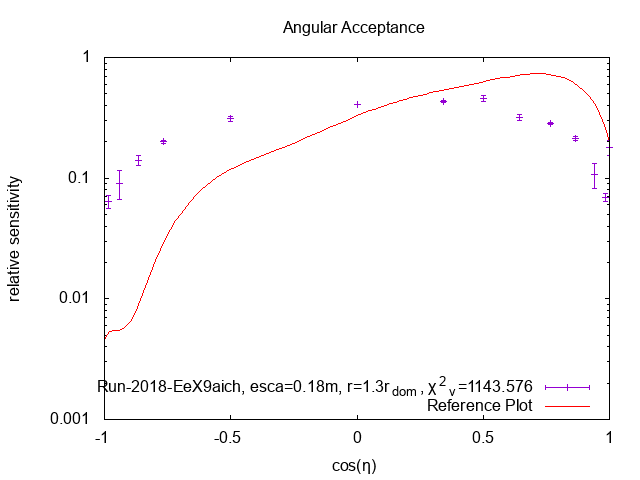 Angular Acceptance
relative sensitivity
1
0.1
0.01
0.001
Run-2018-EeX9aich, esca=0.18m, r=1.3r_dom, χ²_ν=1143.576
Reference Plot
-1 -0.5 0 0.5 1
cos(η)